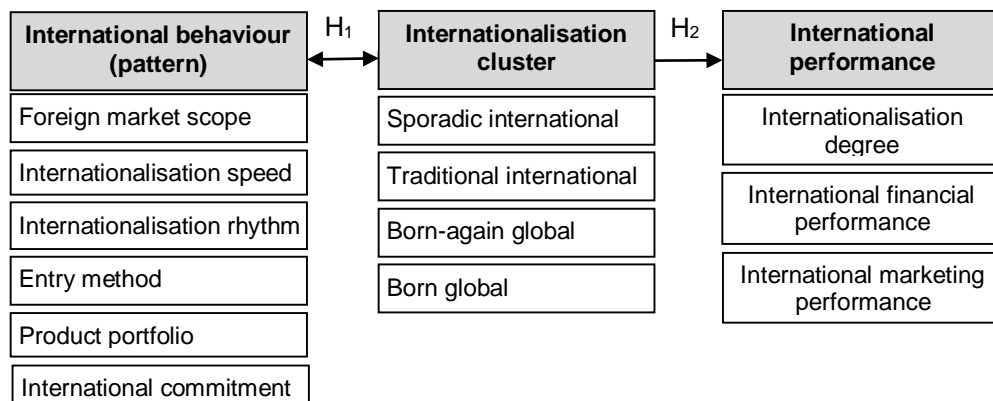 International behaviour
(pattern)
Foreign market scope
Internationalisation speed
Internationalisation rhythm
Entry method
Product portfolio
International commitment
H1
Internationalisation
cluster
Sporadic international
Traditional international
Born-again global
Born global
H2
International
performance
Internationalisation
degree
International financial
performance
International marketing
performance